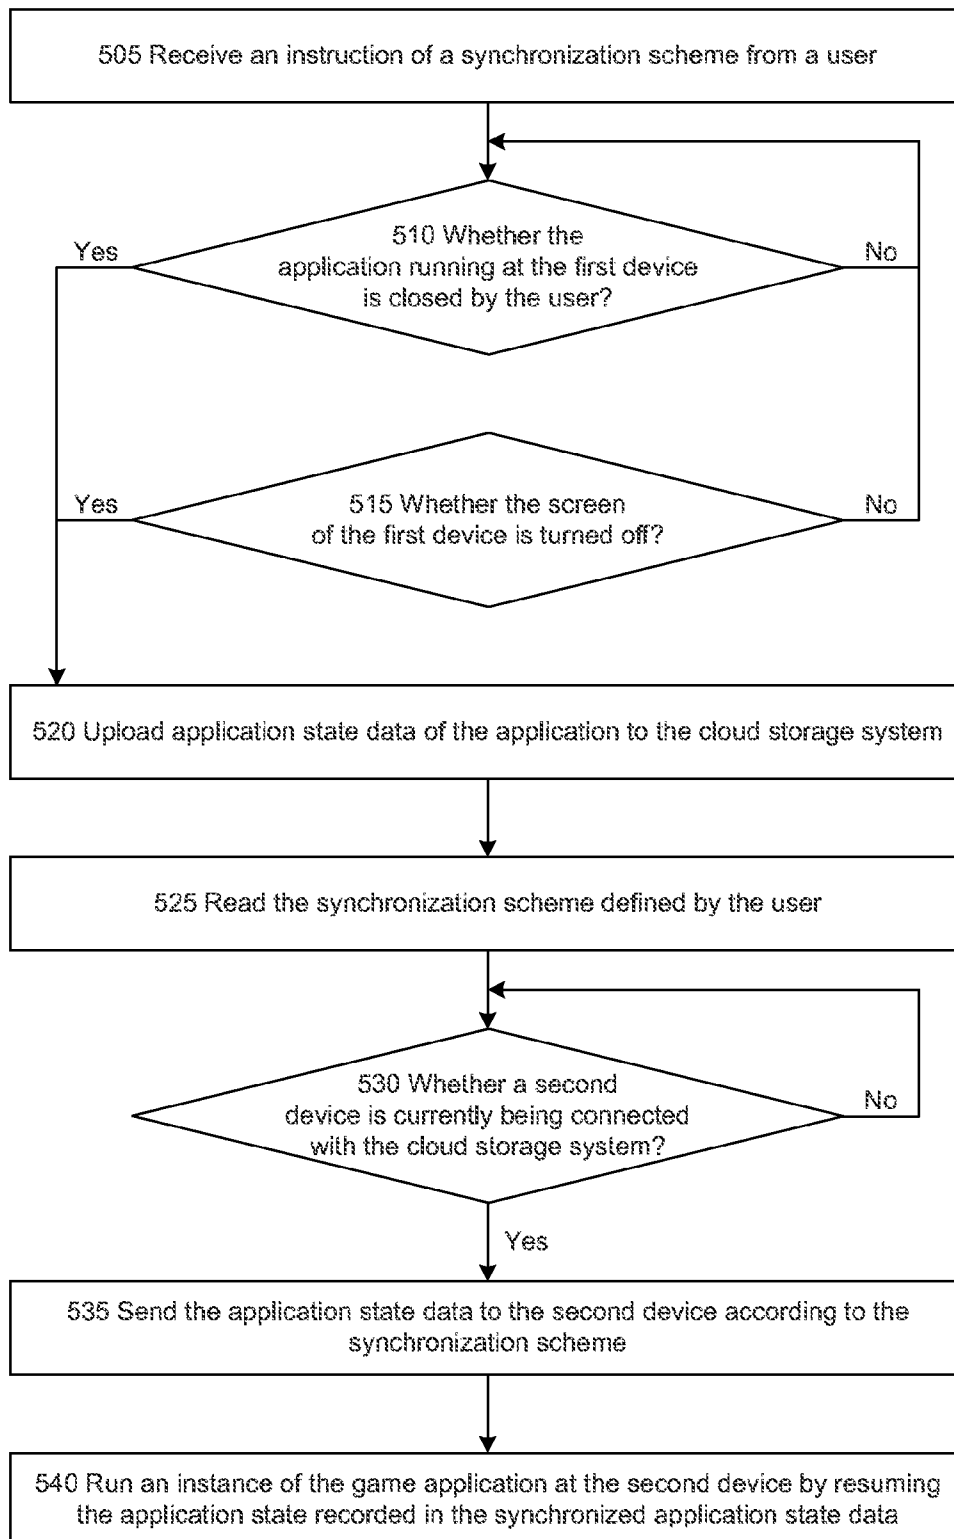 505 Receive an instruction of a synchronization scheme from a user
510 Whether the
application running at the first device
is closed by the user?
Yes
No
515 Whether the screen
of the first device is turned off?
Yes
No
520 Upload application state data of the application to the cloud storage system
525 Read the synchronization scheme defined by the user
530 Whether a second
device is currently being connected
with the cloud storage system?
No
Yes
535 Send the application state data to the second device according to the
synchronization scheme
540 Run an instance of the game application at the second device by resuming
the application state recorded in the synchronized application state data